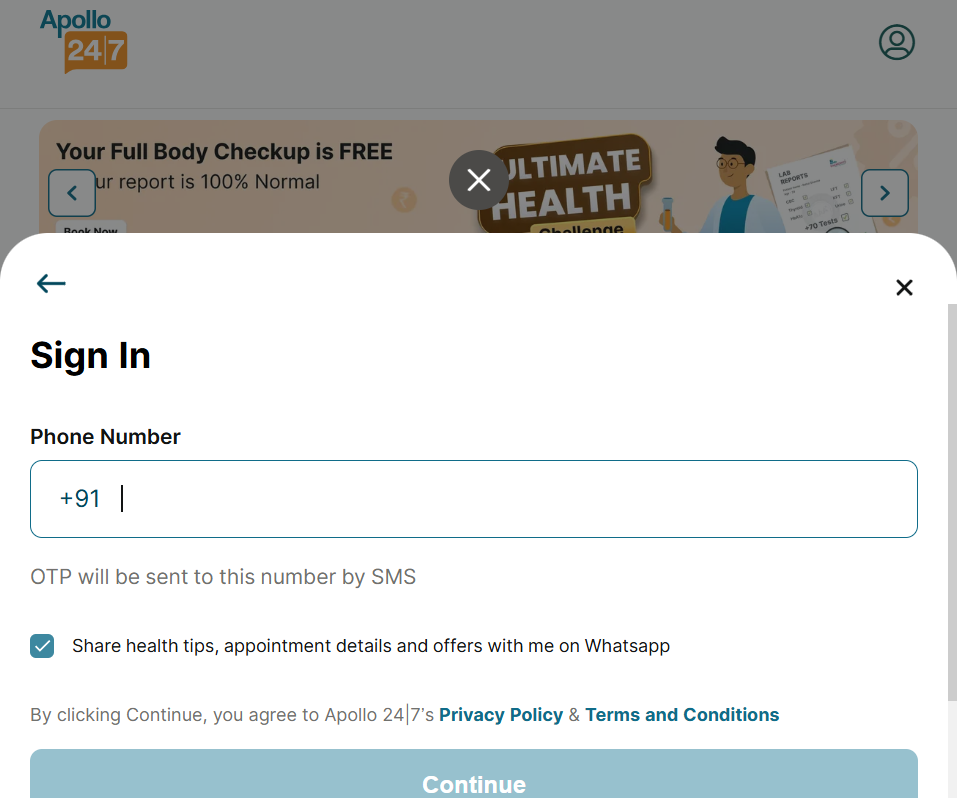 Apollo
24|7
Your Full Body Checkup is FREE
ur report is 100% Normal
Book Now
ULTIMATE
HEALTH
Challenge
LAB
REPORTS
+70 Tests
Sign In
Phone Number
+91
OTP will be sent to this number by SMS
Share health tips, appointment details and offers with me on Whatsapp
By clicking Continue, you agree to Apollo 24|7's Privacy Policy & Terms and Conditions
Continue